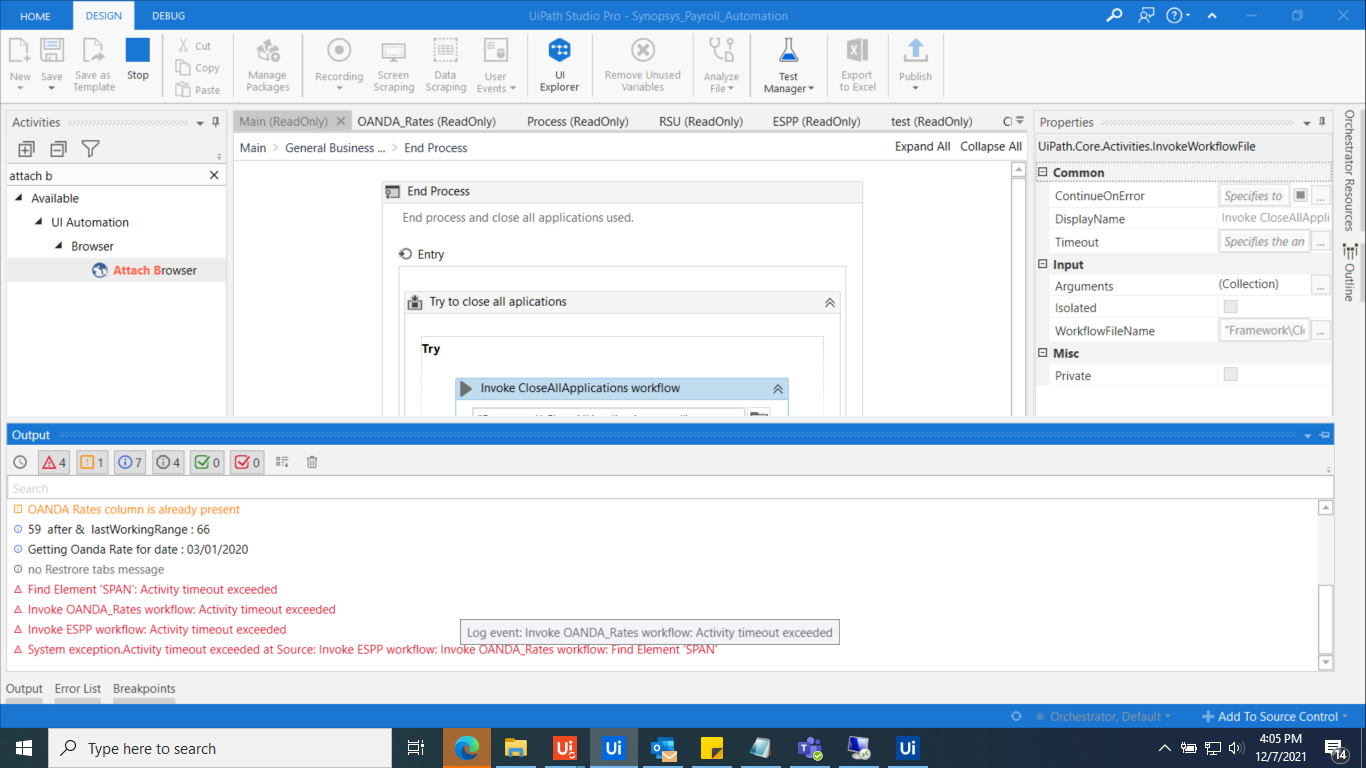 HOME DESIGN DEBUG UiPath Studio Pro - Synopsys_Payroll_Automation
New Save Save as Template Stop Cut Copy Paste Manage Packages Recording Screen Scraping Data Scraping User Events UI Explorer Remove Unused Variables Analyze File Test Manager Export to Excel Publish
Activities
attach b
Available
UI Automation
Browser
Attach Browser
Main (ReadOnly) OANDA_Rates (ReadOnly) Process (ReadOnly) RSU (ReadOnly) ESPP (ReadOnly) test (ReadOnly)
Main > General Business ... > End Process Expand All Collapse All
End Process
End process and close all applications used.
Entry
Try to close all aplications
Try
Invoke CloseAllApplications workflow
Properties
UiPath.Core.Activities.InvokeWorkflowFile
Common
ContinueOnError Specifies to ...
DisplayName Invoke CloseAllAppli
Timeout Specifies the an ...
Input
Arguments (Collection) ...
Isolated
WorkflowFileName "Framework\Clo ...
Misc
Private
Orchestrator Resources
Outline
Output
4 1 7 4 0 0
Search
OANDA Rates column is already present
59 after & lastWorkingRange : 66
Getting Oanda Rate for date : 03/01/2020
no Restrore tabs message
Find Element 'SPAN': Activity timeout exceeded
Invoke OANDA_Rates workflow: Activity timeout exceeded
Invoke ESPP workflow: Activity timeout exceeded
Log event: Invoke OANDA_Rates workflow: Activity timeout exceeded
System exception.Activity timeout exceeded at Source: Invoke ESPP workflow: Invoke OANDA_Rates workflow: Find Element 'SPAN'
Output Error List Breakpoints
Orchestrator, Default Add To Source Control
Type here to search
Ui Ui Ui
4:05 PM
12/7/2021
14